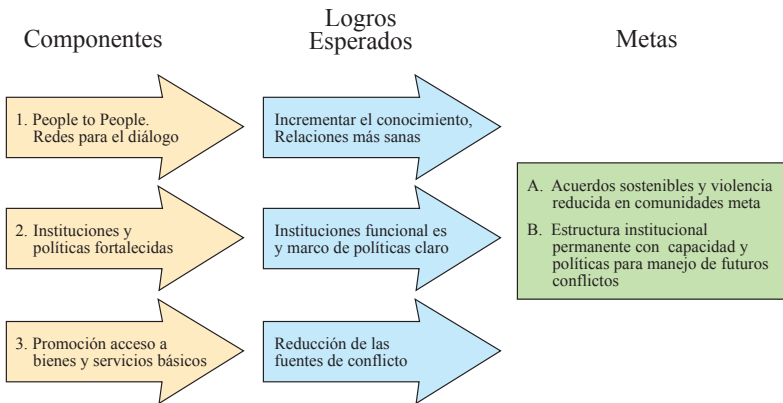 Componentes
Logros
Esperados
Metas
1. People to People.
Redes para el diálogo
Incrementar el conocimiento,
Relaciones más sanas
2. Instituciones y
políticas fortalecidas
Instituciones funcional es
y marco de políticas claro
3. Promoción acceso a
bienes y servicios básicos
Reducción de las
fuentes de conflicto
A. Acuerdos sostenibles y violencia
reducida en comunidades meta
B. Estructura institucional
permanente con capacidad y
políticas para manejo de futuros
conflictos